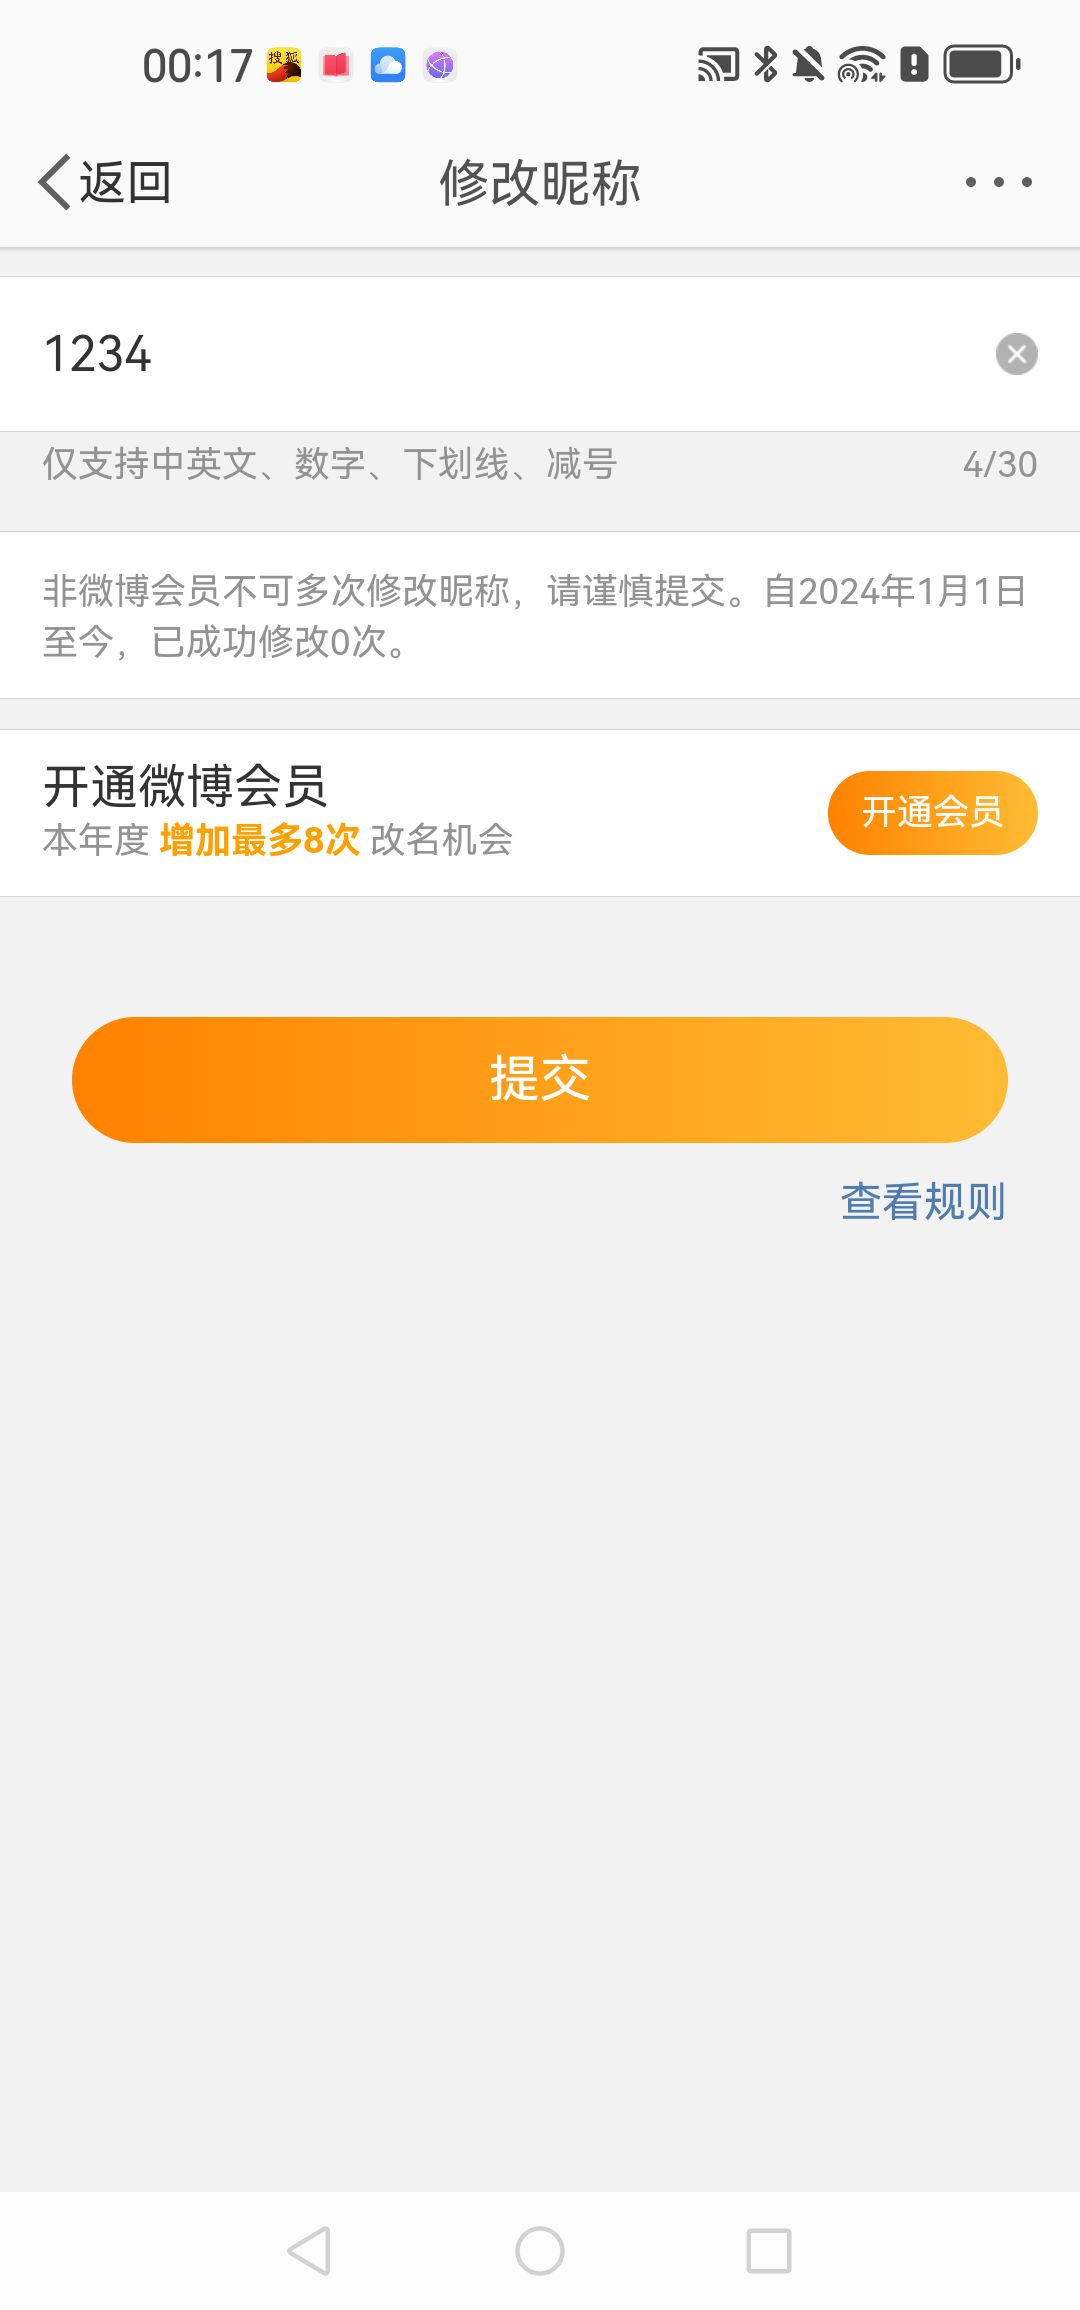 00:17 搜狐
返回 修改昵称
1234
仅支持中英文、数字、下划线、减号 4/30
非微博会员不可多次修改昵称，请谨慎提交。自2024年1月1日
至今，已成功修改0次。
开通微博会员
本年度 增加最多8次 改名机会
开通会员
提交
查看规则